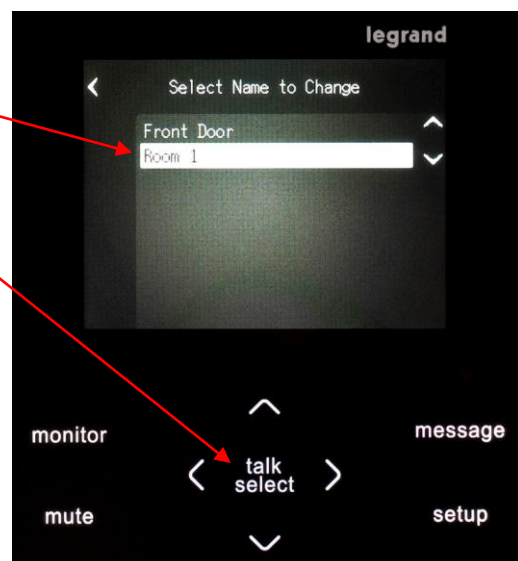 legrand
Select Name to Change
Front Door
Room 1
monitor
message
talk
select
mute
setup